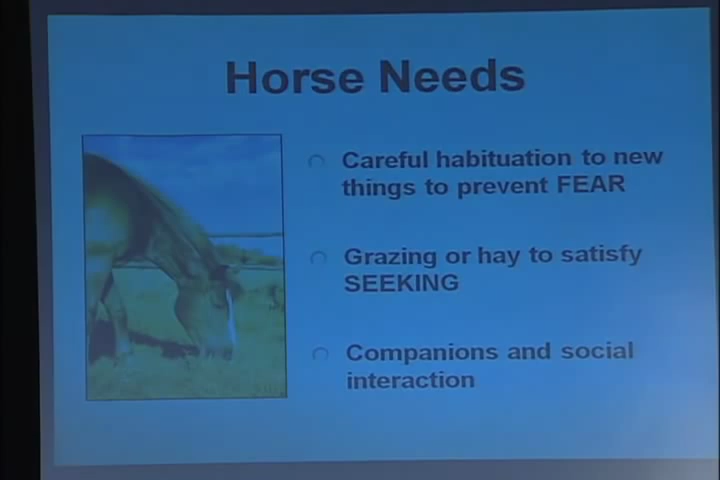 Horse Needs
Careful habituation to new
things to prevent FEAR
Grazing or hay to satisfy
SEEKING
Companions and social
interaction